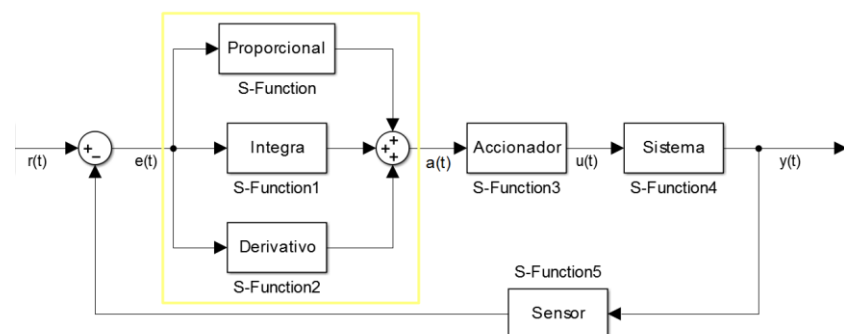 Proporcional
S-Function
r(t)
e(t)
Integra
S-Function1
a(t)
Accionador
S-Function3
u(t)
Sistema
S-Function4
y(t)
Derivativo
S-Function2
S-Function5
Sensor